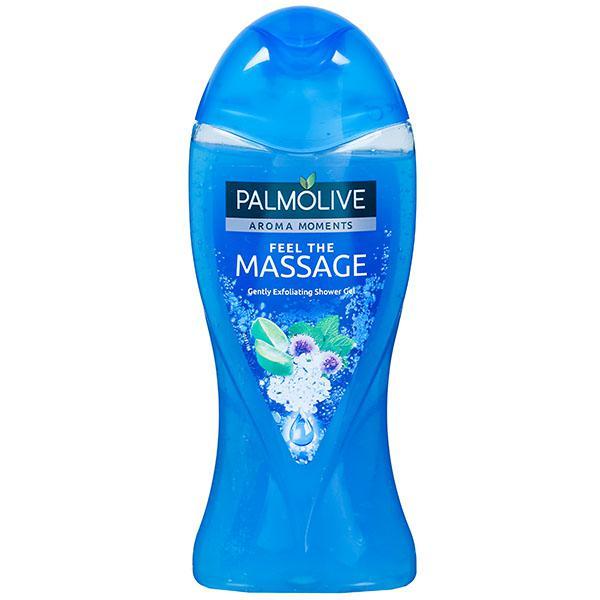 PALMOLIVE
AROMA MOMENTS
FEEL THE
MASSAGE
Gently Exfoliating Shower Gel